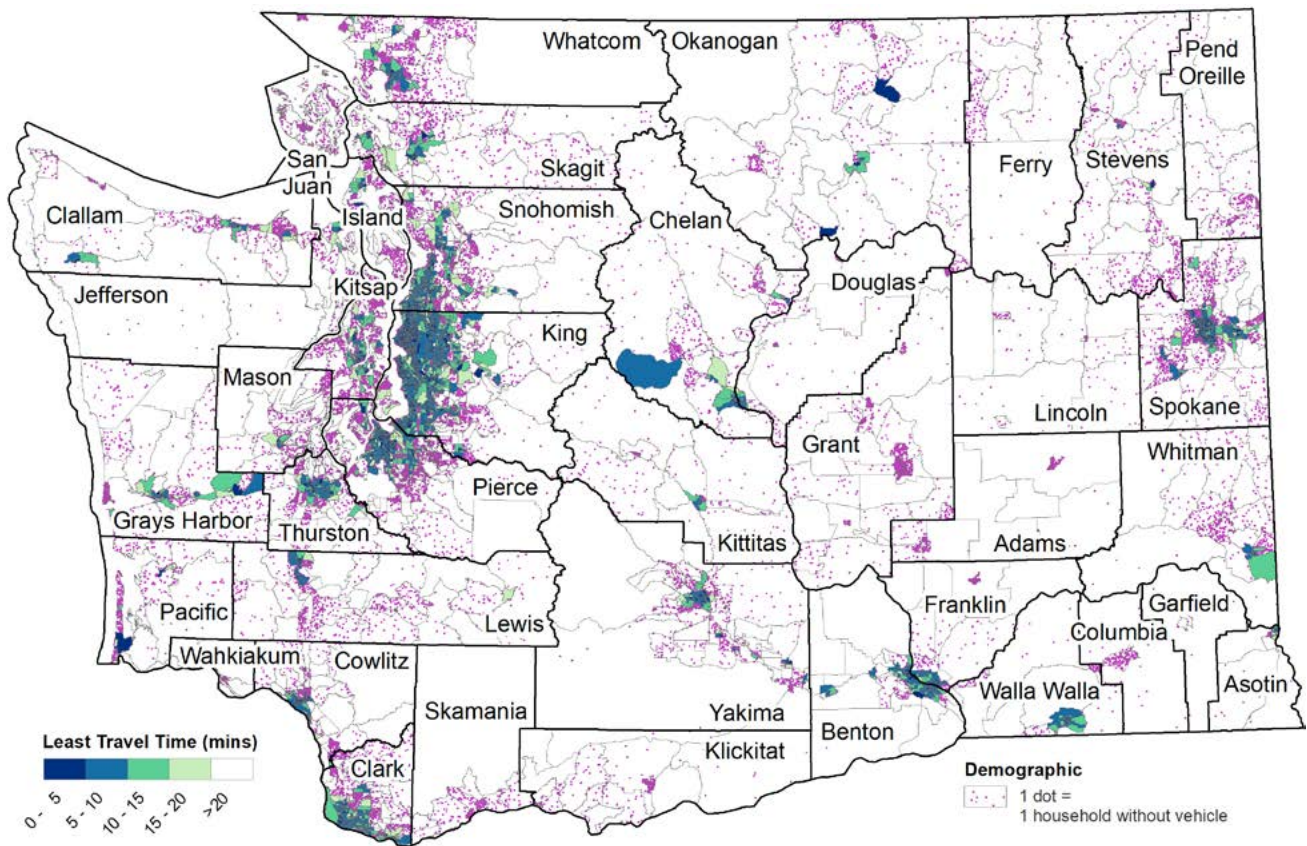 Whatcom
Okanogan
Pend
Oreille
San
Juan
Skagit
Ferry
Stevens
Clallam
Island
Snohomish
Chelan
Jefferson
Kitsap
Douglas
King
Mason
Lincoln
Spokane
Grant
Whitman
Grays Harbor
Thurston
Pierce
Kittitas
Adams
Pacific
Lewis
Franklin
Garfield
Columbia
Wahkiakum
Cowlitz
Skamania
Yakima
Walla Walla
Asotin
Benton
Klickitat
Clark
Least Travel Time (mins)
0 - 5
5 - 10
10 - 15
15 - 20
>20
Demographic
1 dot =
1 household without vehicle